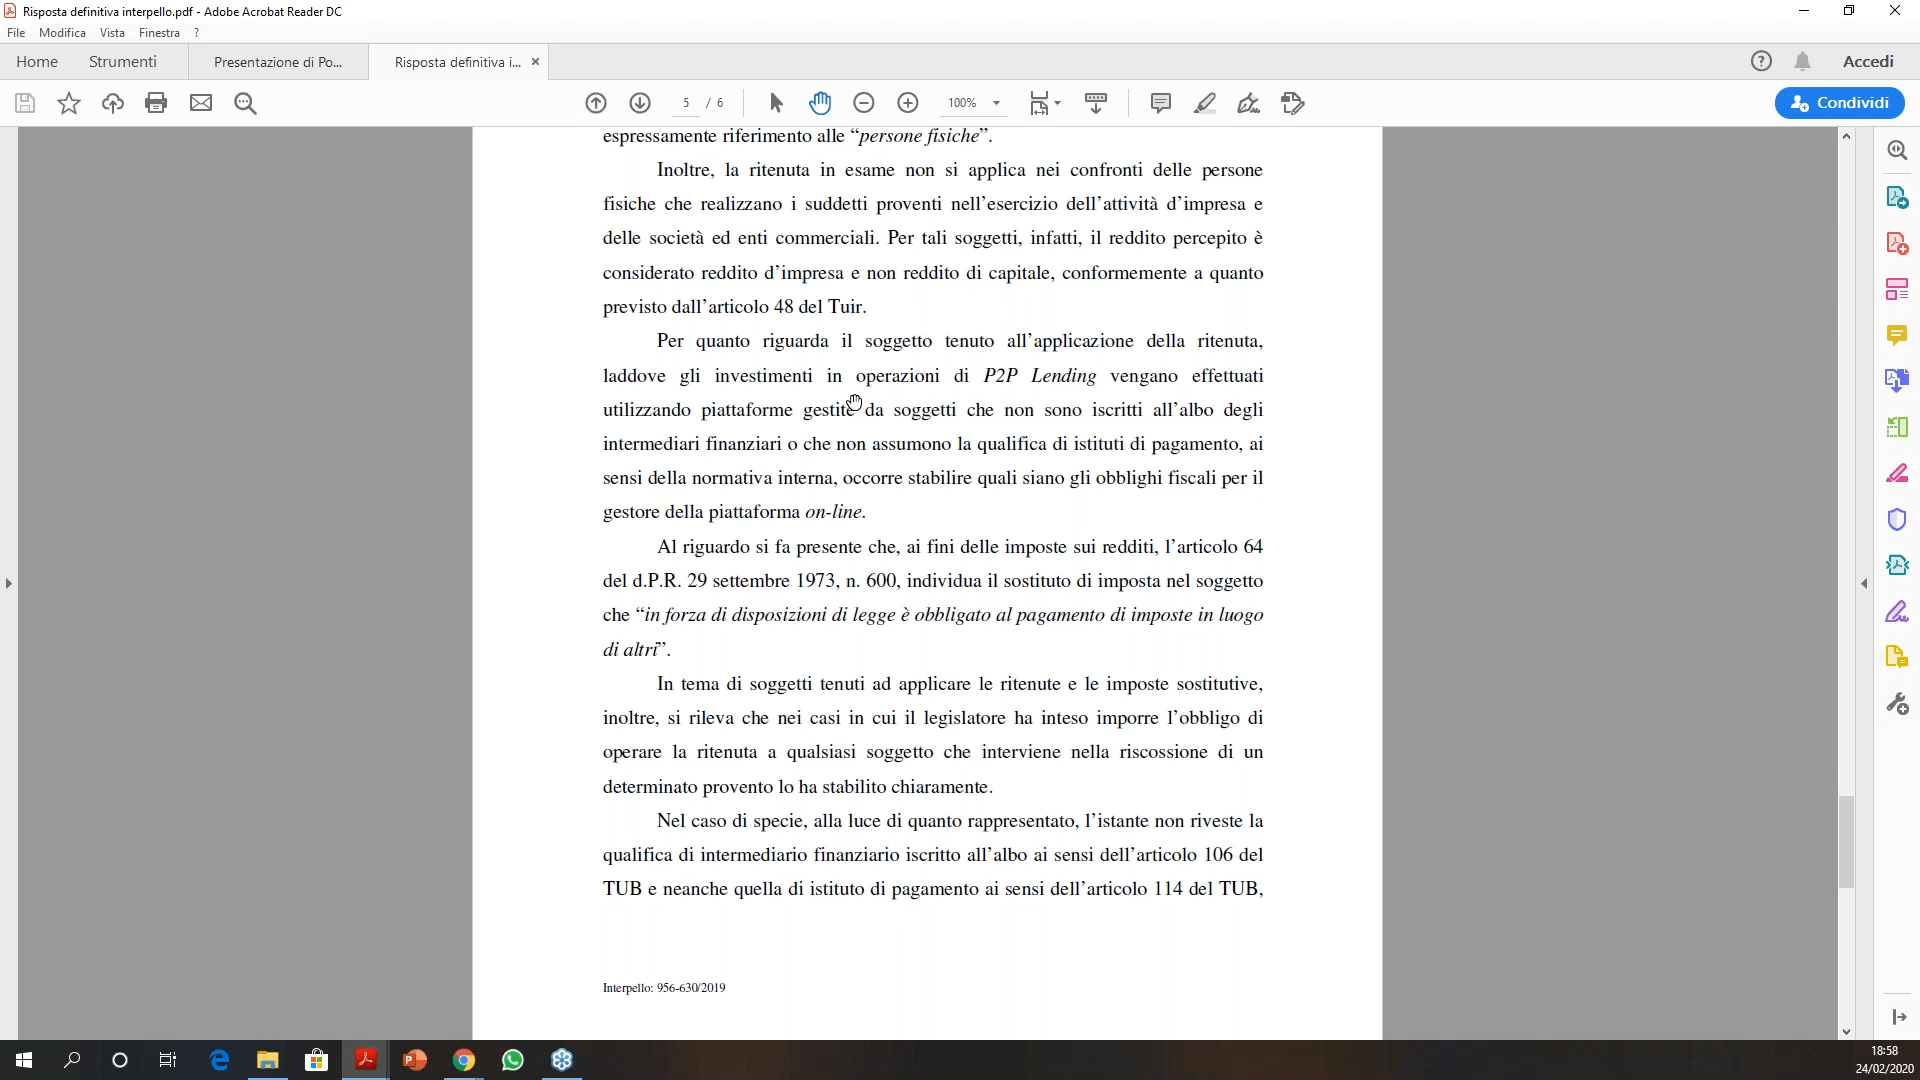 Risposta definitiva interpello.pdf - Adobe Acrobat Reader DC
File Modifica Vista Finestra ?
Home Strumenti Presentazione di Po... Risposta definitiva i... × Accedi
5 / 6 100% Condividi
espressamente riferimento alle “persone fisiche”.
Inoltre, la ritenuta in esame non si applica nei confronti delle persone
fisiche che realizzano i suddetti proventi nell’esercizio dell’attività d’impresa e
delle società ed enti commerciali. Per tali soggetti, infatti, il reddito percepito è
considerato reddito d’impresa e non reddito di capitale, conformemente a quanto
previsto dall’articolo 48 del Tuir.
Per quanto riguarda il soggetto tenuto all’applicazione della ritenuta,
laddove gli investimenti in operazioni di P2P Lending vengano effettuati
utilizzando piattaforme gestite da soggetti che non sono iscritti all’albo degli
intermediari finanziari o che non assumono la qualifica di istituti di pagamento, ai
sensi della normativa interna, occorre stabilire quali siano gli obblighi fiscali per il
gestore della piattaforma on-line.
Al riguardo si fa presente che, ai fini delle imposte sui redditi, l’articolo 64
del d.P.R. 29 settembre 1973, n. 600, individua il sostituto di imposta nel soggetto
che “in forza di disposizioni di legge è obbligato al pagamento di imposte in luogo
di altri”.
In tema di soggetti tenuti ad applicare le ritenute e le imposte sostitutive,
inoltre, si rileva che nei casi in cui il legislatore ha inteso imporre l’obbligo di
operare la ritenuta a qualsiasi soggetto che interviene nella riscossione di un
determinato provento lo ha stabilito chiaramente.
Nel caso di specie, alla luce di quanto rappresentato, l’istante non riveste la
qualifica di intermediario finanziario iscritto all’albo ai sensi dell’articolo 106 del
TUB e neanche quella di istituto di pagamento ai sensi dell’articolo 114 del TUB,
Interpello: 956-630/2019
18:58
24/02/2020